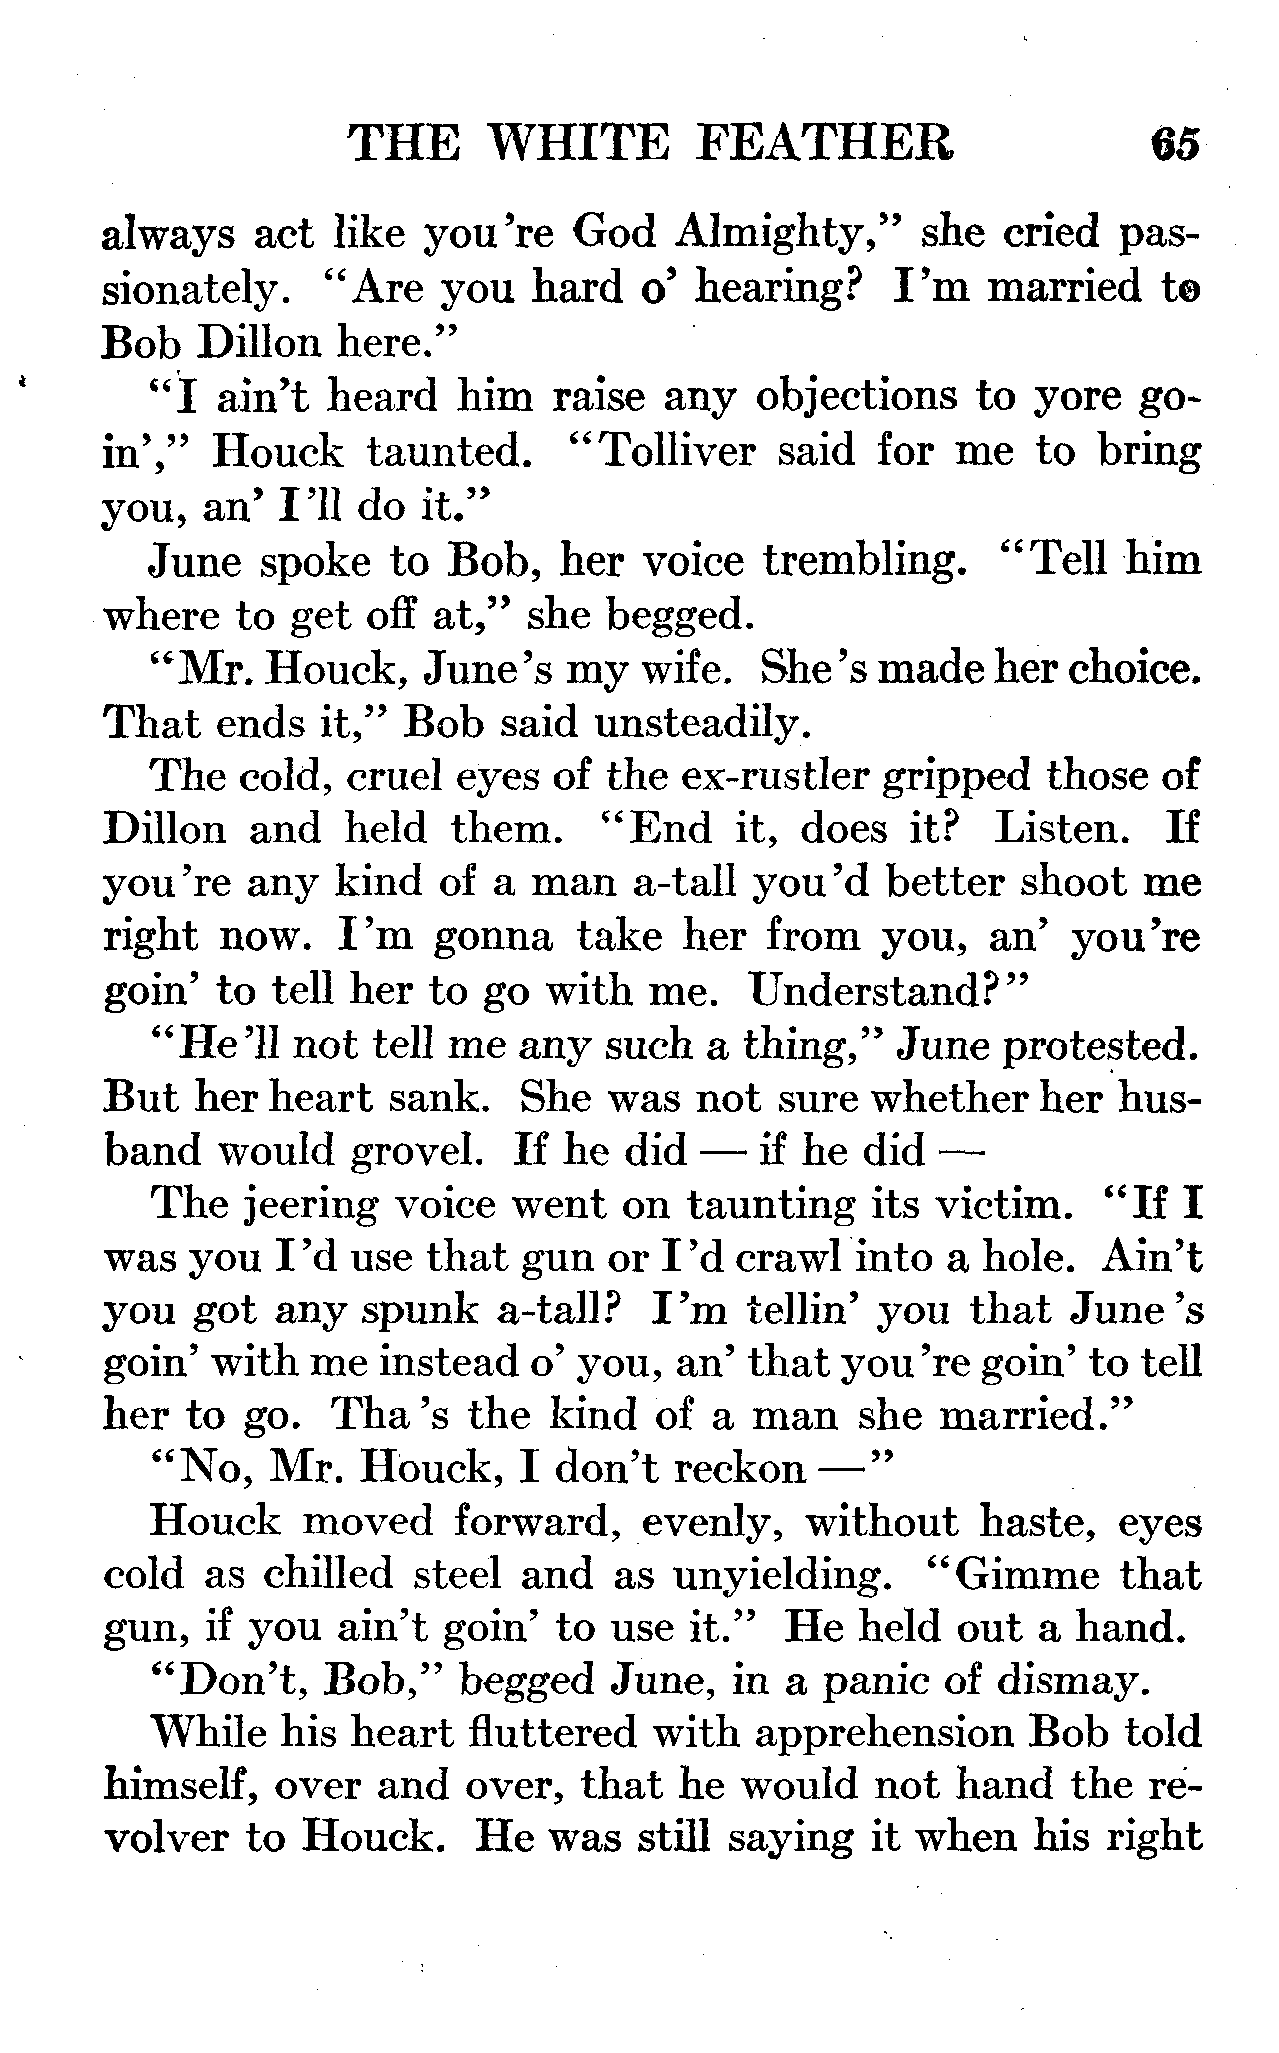 THE WHITE FEATHER 65
always act like you're God Almighty," she cried pas-
sionately. "Are you hard o' hearing? I'm married to
Bob Dillon here."
"I ain't heard him raise any objections to yore go-
in'," Houck taunted. "Tolliver said for me to bring
you, an' I'll do it."
June spoke to Bob, her voice trembling. "Tell him
where to get off at," she begged.
"Mr. Houck, June's my wife. She's made her choice.
That ends it," Bob said unsteadily.
The cold, cruel eyes of the ex-rustler gripped those of
Dillon and held them. "End it, does it? Listen. If
you're any kind of a man a-tall you'd better shoot me
right now. I'm gonna take her from you, an' you're
goin' to tell her to go with me. Understand?"
"He'll not tell me any such a thing," June protested.
But her heart sank. She was not sure whether her hus-
band would grovel. If he did — if he did —
The jeering voice went on taunting its victim. "If I
was you I'd use that gun or I'd crawl into a hole. Ain't
you got any spunk a-tall? I'm tellin' you that June's
goin' with me instead o' you, an' that you're goin' to tell
her to go. Tha's the kind of a man she married."
"No, Mr. Houck, I don't reckon —"
Houck moved forward, evenly, without haste, eyes
cold as chilled steel and as unyielding. "Gimme that
gun, if you ain't goin' to use it." He held out a hand.
"Don't, Bob," begged June, in a panic of dismay.
While his heart fluttered with apprehension Bob told
himself, over and over, that he would not hand the re-
volver to Houck. He was still saying it when his right